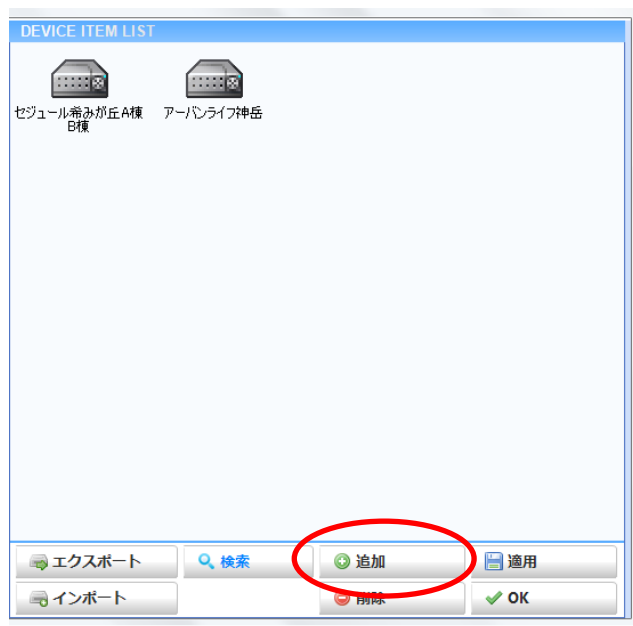 DEVICE ITEM LIST
セジュール希みが丘A棟
B棟
アーバンライフ神岳
エクスポート
検索
追加
適用
インポート
削除
OK